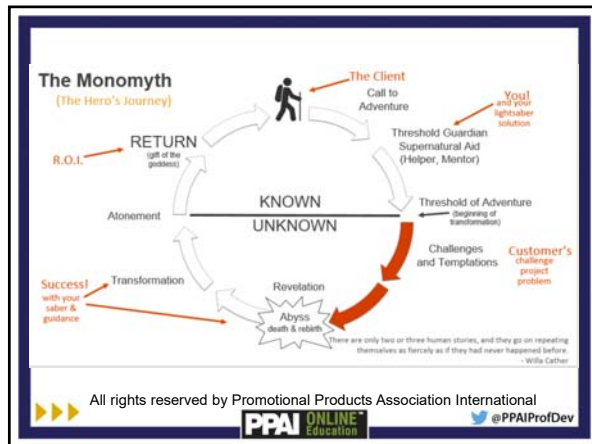 The Monomyth
(The Hero's Journey)
The Client
Call to
Adventure
You!
and your
lightsaber
solution
Threshold Guardian
Supernatural Aid
(Helper, Mentor)
RETURN
(gift of the
goddess)
R.O.I.
KNOWN
UNKNOWN
Threshold of Adventure
(beginning of
transformation)
Atonement
Challenges
and Temptations
Customer's
challenge
project
problem
Revelation
Transformation
Success!
with your
saber &
guidance
Abyss
death & rebirth
There are only two or three human stories, and they go on repeating
themselves as fiercely as if they had never happened before.
- Willa Cather
All rights reserved by Promotional Products Association International
PPAI ONLINE
Education
@PPAIProfDev